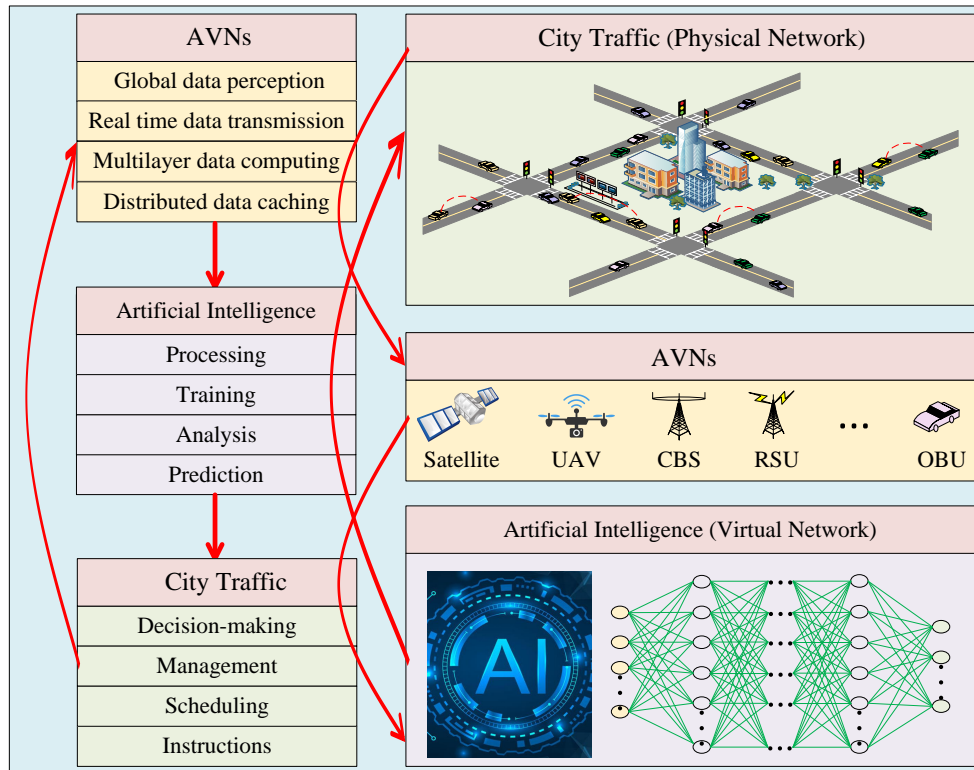 AVNs
Global data perception
Real time data transmission
Multilayer data computing
Distributed data caching
Artificial Intelligence
Processing
Training
Analysis
Prediction
City Traffic
Decision-making
Management
Scheduling
Instructions
City Traffic (Physical Network)
AVNs
Satellite
UAV
CBS
RSU
OBU
Artificial Intelligence (Virtual Network)
AI